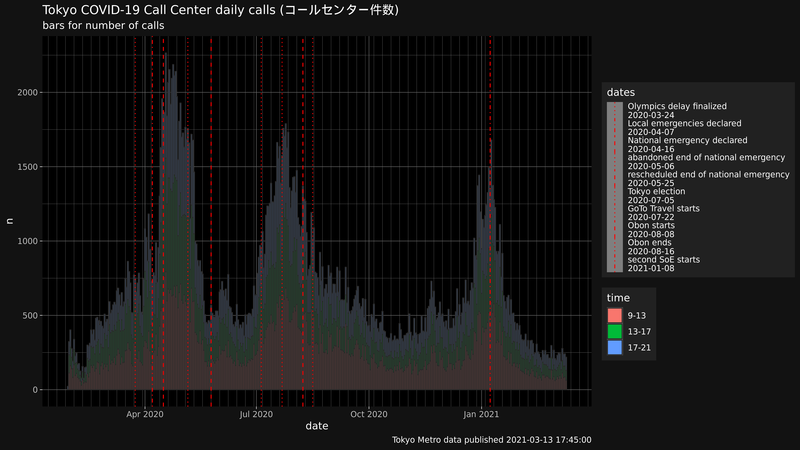 Tokyo COVID-19 Call Center daily calls (コールセンター件数)
bars for number of calls
n
2000
1500
1000
500
0
Apr 2020
Jul 2020
Oct 2020
Jan 2021
date
dates
Olympics delay finalized
2020-03-24
Local emergencies declared
2020-04-07
National emergency declared
2020-04-16
abandoned end of national emergency
2020-05-06
rescheduled end of national emergency
2020-05-25
Tokyo election
2020-07-05
GoTo Travel starts
2020-07-22
Obon starts
2020-08-08
Obon ends
2020-08-16
second SoE starts
2021-01-08
time
9-13
13-17
17-21
Tokyo Metro data published 2021-03-13 17:45:00